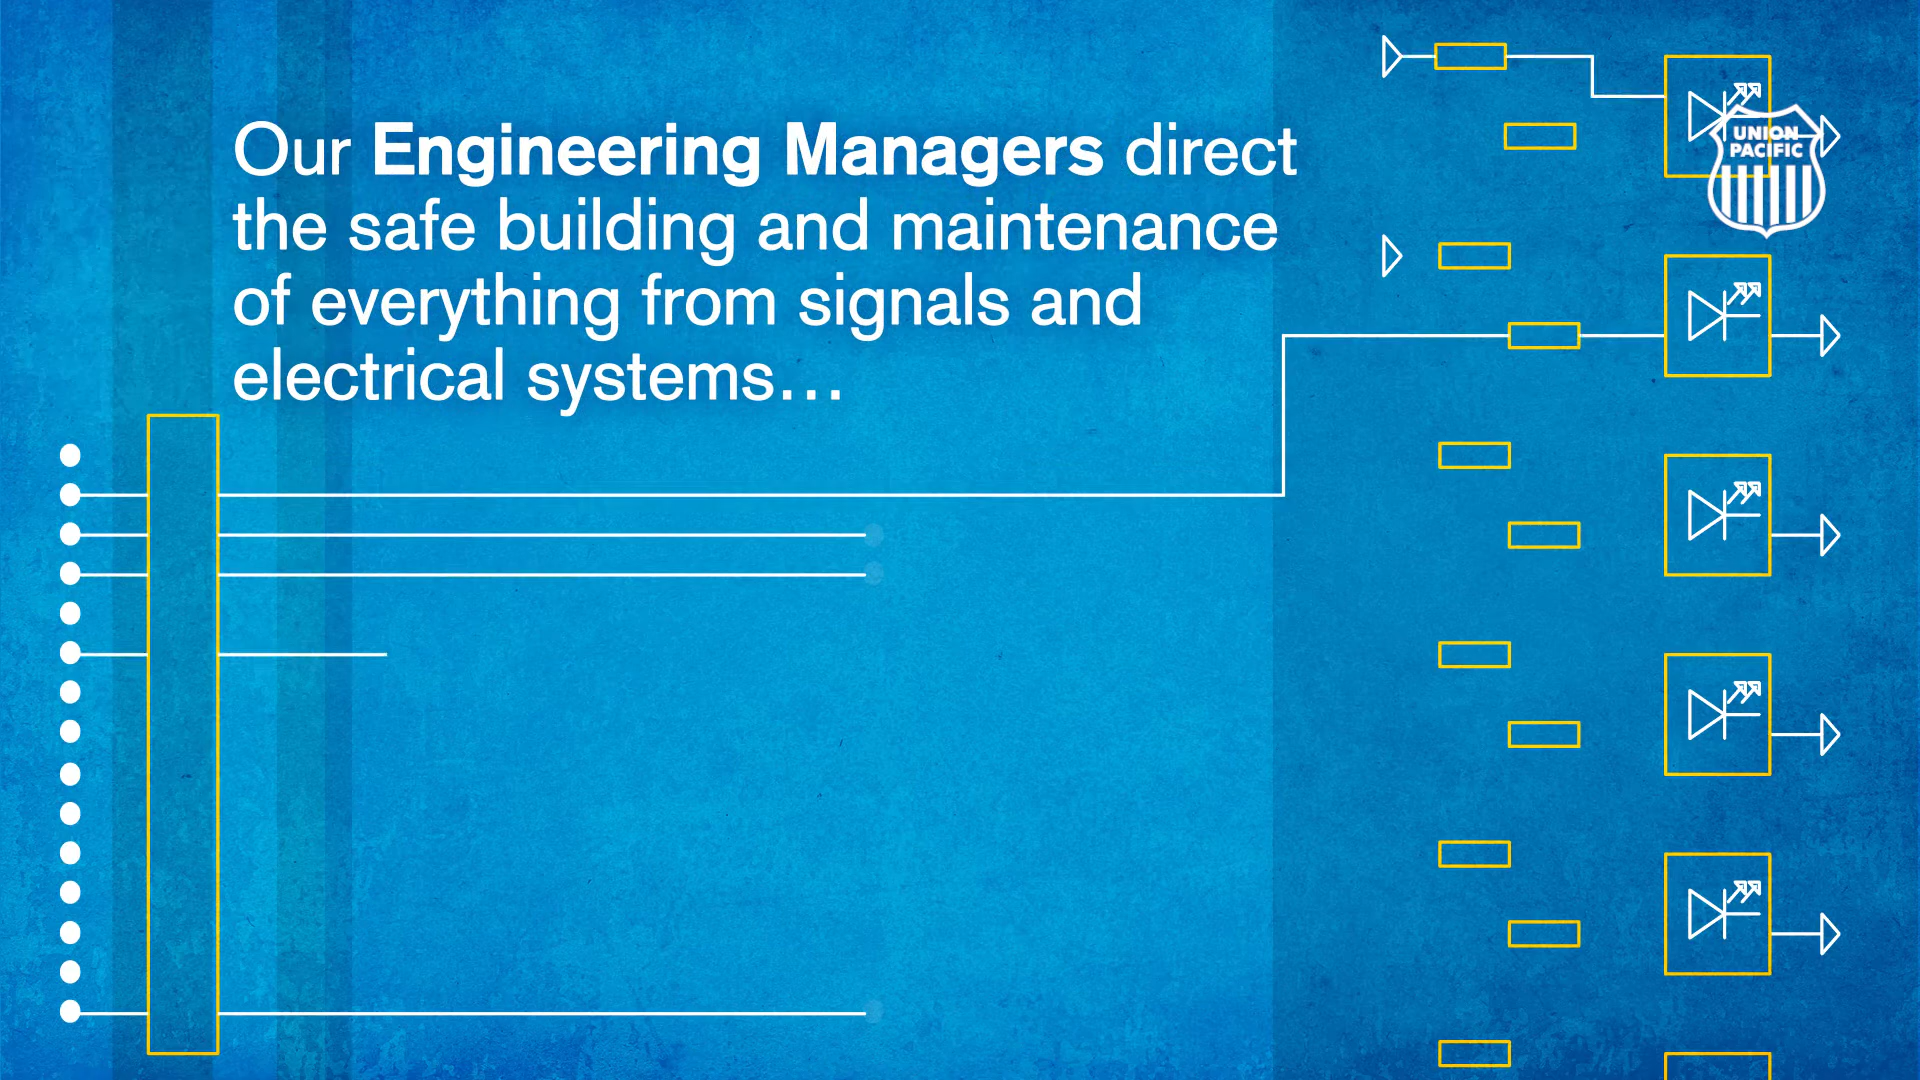 Our Engineering Managers direct
the safe building and maintenance
of everything from signals and
electrical systems...
UNION
PACIFIC